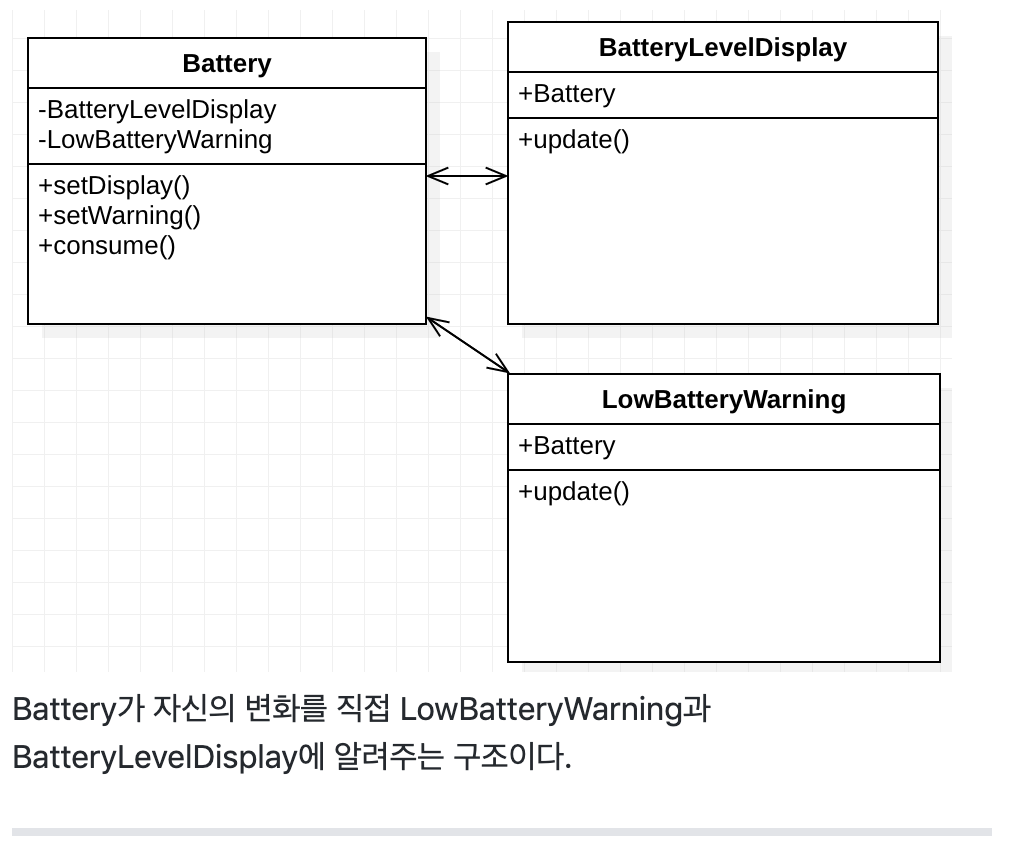 Battery
-BatteryLevelDisplay
-LowBatteryWarning
+setDisplay()
+setWarning()
+consume()
BatteryLevelDisplay
+Battery
+update()
LowBatteryWarning
+Battery
+update()
Battery가 자신의 변화를 직접 LowBatteryWarning과
BatteryLevelDisplay에 알려주는 구조이다.